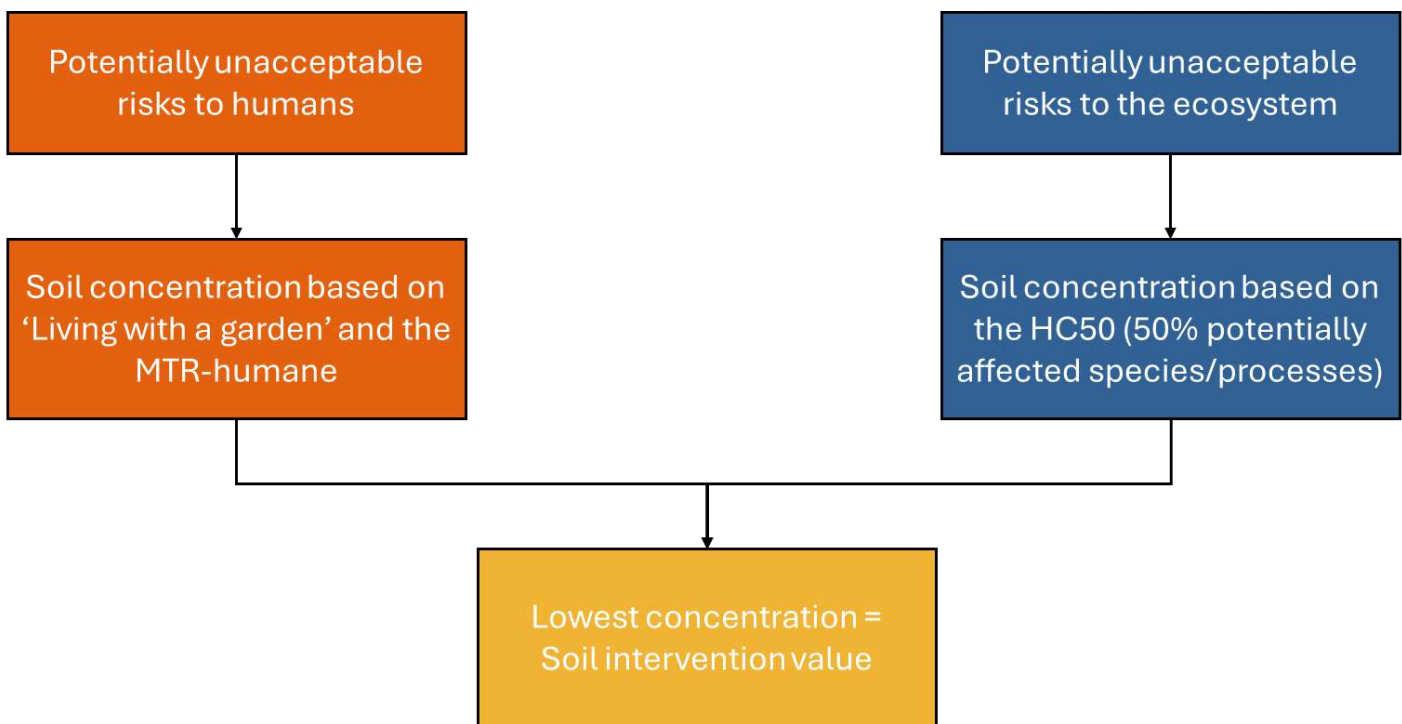 Potentially unacceptable
risks to humans
Potentially unacceptable
risks to the ecosystem
Soil concentration based on
‘Living with a garden’ and the
MTR-humane
Soil concentration based on
the HC50 (50% potentially
affected species/processes)
Lowest concentration =
Soil intervention value